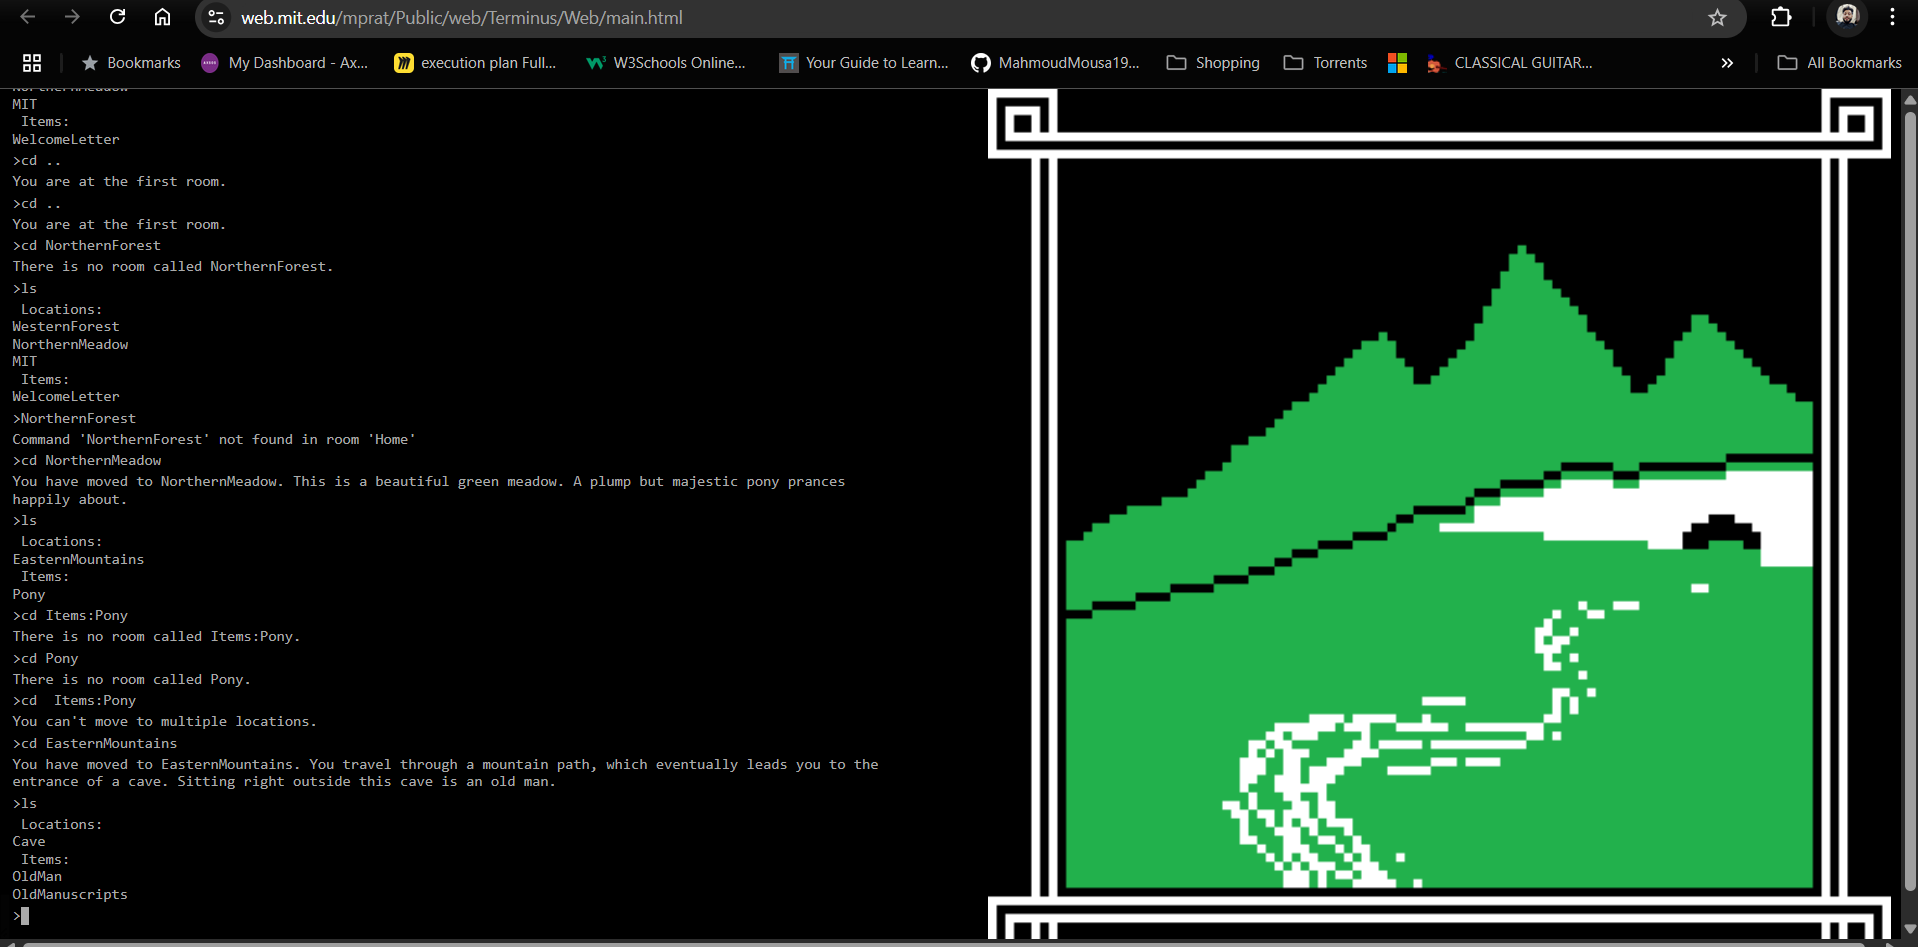 web.mit.edu/mprat/Public/web/Terminus/Web/main.html
Bookmarks My Dashboard - Ax... execution plan Full... W3Schools Online... Your Guide to Learn... MahmoudMousa19... Shopping Torrents CLASSICAL GUITAR... » All Bookmarks
NorthernMeadow
MIT
Items:
WelcomeLetter
>cd ..
You are at the first room.
>cd ..
You are at the first room.
>cd NorthernForest
There is no room called NorthernForest.
>ls
Locations:
WesternForest
NorthernMeadow
MIT
Items:
WelcomeLetter
>NorthernForest
Command 'NorthernForest' not found in room 'Home'
>cd NorthernMeadow
You have moved to NorthernMeadow. This is a beautiful green meadow. A plump but majestic pony prances
happily about.
>ls
Locations:
EasternMountains
Items:
Pony
>cd Items:Pony
There is no room called Items:Pony.
>cd Pony
There is no room called Pony.
>cd  Items:Pony
You can't move to multiple locations.
>cd EasternMountains
You have moved to EasternMountains. You travel through a mountain path, which eventually leads you to the
entrance of a cave. Sitting right outside this cave is an old man.
>ls
Locations:
Cave
Items:
OldMan
OldManuscripts
>